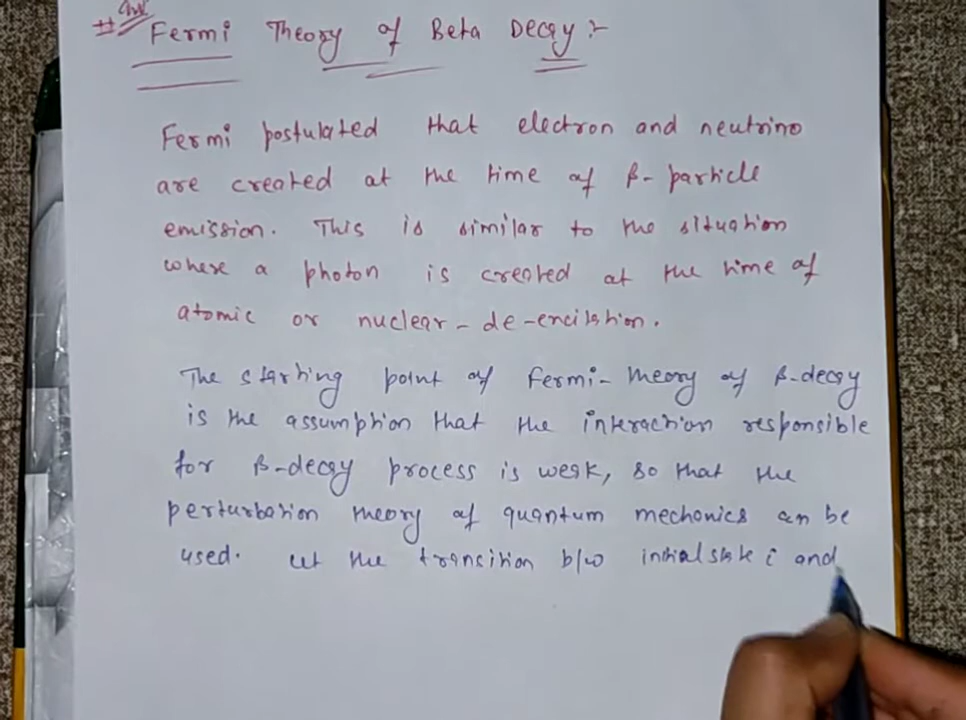 Fermi Theory of Beta Decay :-
Fermi postulated that electron and neutrino
are created at the time of β- particle
emission. This is similar to the situation
where a photon is created at the time of
atomic or nuclear - de-excitation.
The starting point of Fermi- theory of β-decay
is the assumption that the interaction responsible
for β-decay process is weak, so that the
perturbation theory of quantum mechanics can be
used. Let the transition b/w initial state i and